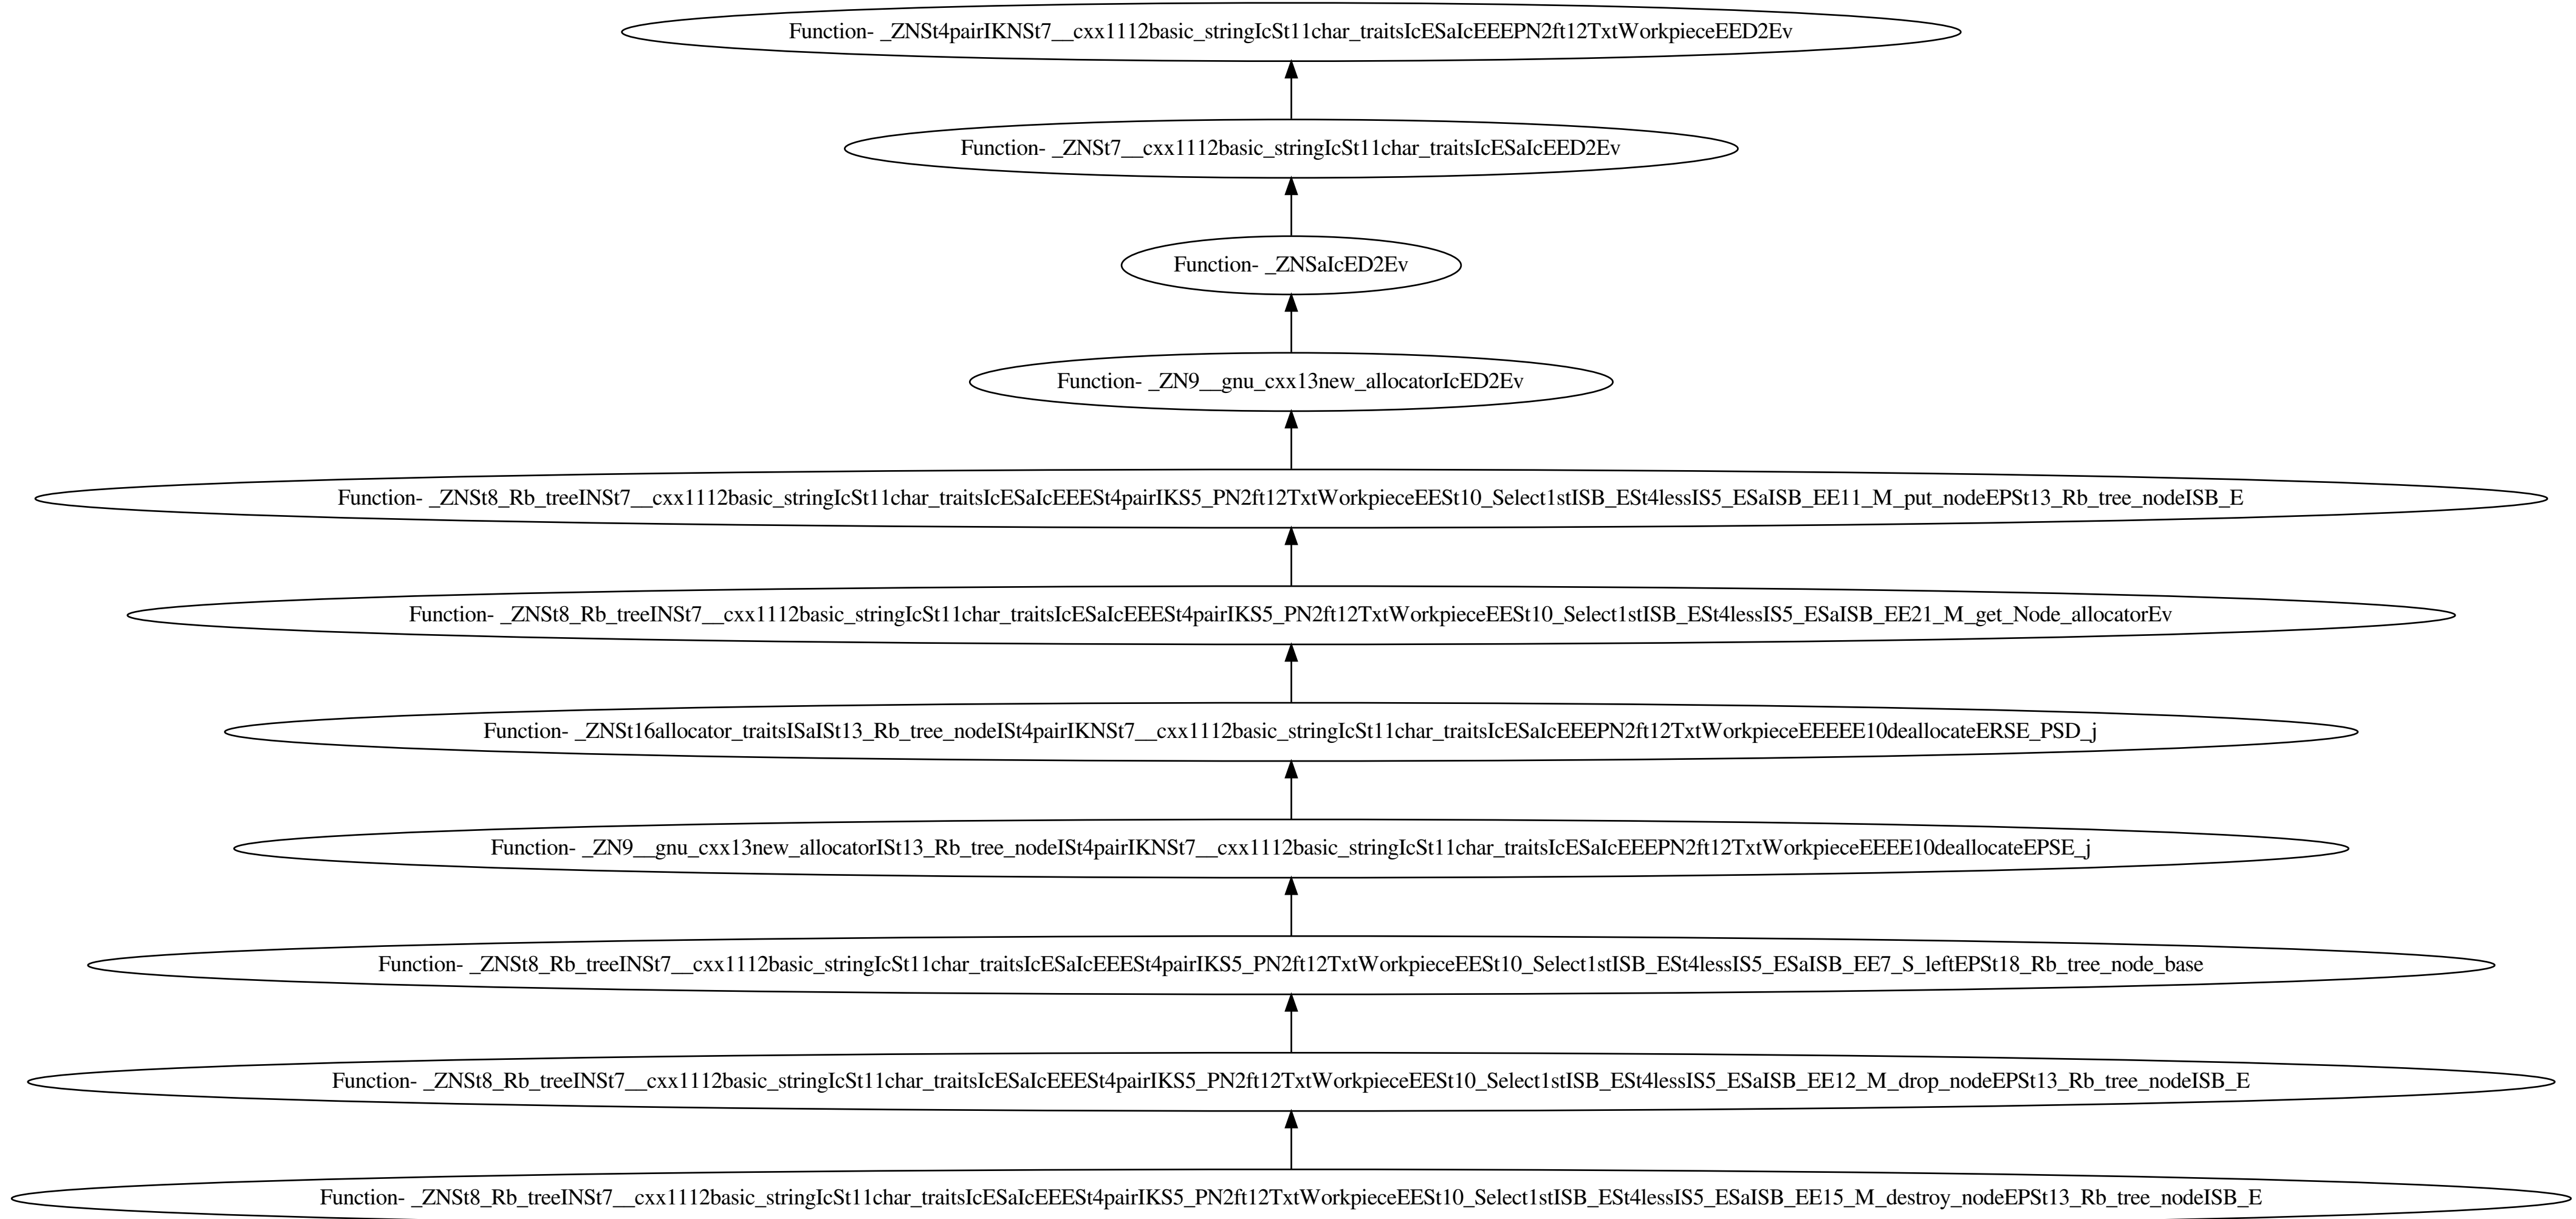 Function- _ZNSt4pairIKNSt7__cxx1112basic_stringIcSt11char_traitsIcESaIcEEEPN2ft12TxtWorkpieceEED2Ev
Function- _ZNSt7__cxx1112basic_stringIcSt11char_traitsIcESaIcEED2Ev
Function- _ZNSaIcED2Ev
Function- _ZN9__gnu_cxx13new_allocatorIcED2Ev
Function- _ZNSt8_Rb_treeINSt7__cxx1112basic_stringIcSt11char_traitsIcESaIcEEESt4pairIKS5_PN2ft12TxtWorkpieceEESt10_Select1stISB_ESt4lessIS5_ESaISB_EE11_M_put_nodeEPSt13_Rb_tree_nodeISB_E
Function- _ZNSt8_Rb_treeINSt7__cxx1112basic_stringIcSt11char_traitsIcESaIcEEESt4pairIKS5_PN2ft12TxtWorkpieceEESt10_Select1stISB_ESt4lessIS5_ESaISB_EE21_M_get_Node_allocatorEv
Function- _ZNSt16allocator_traitsISaISt13_Rb_tree_nodeISt4pairIKNSt7__cxx1112basic_stringIcSt11char_traitsIcESaIcEEEPN2ft12TxtWorkpieceEEEEE10deallocateERSE_PSD_j
Function- _ZN9__gnu_cxx13new_allocatorISt13_Rb_tree_nodeISt4pairIKNSt7__cxx1112basic_stringIcSt11char_traitsIcESaIcEEEPN2ft12TxtWorkpieceEEEE10deallocateEPSE_j
Function- _ZNSt8_Rb_treeINSt7__cxx1112basic_stringIcSt11char_traitsIcESaIcEEESt4pairIKS5_PN2ft12TxtWorkpieceEESt10_Select1stISB_ESt4lessIS5_ESaISB_EE7_S_leftEPSt18_Rb_tree_node_base
Function- _ZNSt8_Rb_treeINSt7__cxx1112basic_stringIcSt11char_traitsIcESaIcEEESt4pairIKS5_PN2ft12TxtWorkpieceEESt10_Select1stISB_ESt4lessIS5_ESaISB_EE12_M_drop_nodeEPSt13_Rb_tree_nodeISB_E
Function- _ZNSt8_Rb_treeINSt7__cxx1112basic_stringIcSt11char_traitsIcESaIcEEESt4pairIKS5_PN2ft12TxtWorkpieceEESt10_Select1stISB_ESt4lessIS5_ESaISB_EE15_M_destroy_nodeEPSt13_Rb_tree_nodeISB_E